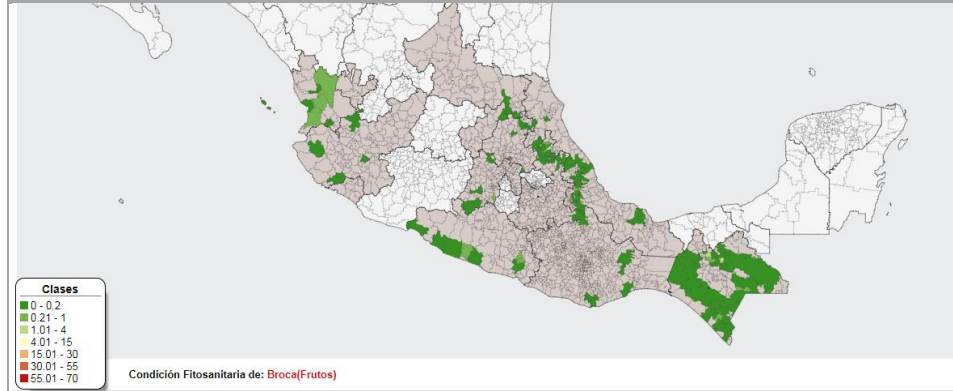 Clases
0 - 0.2
0.21 - 1
1.01 - 4
4.01 - 15
15.01 - 30
30.01 - 55
55.01 - 70
Condición Fitosanitaria de: Broca(Frutos)